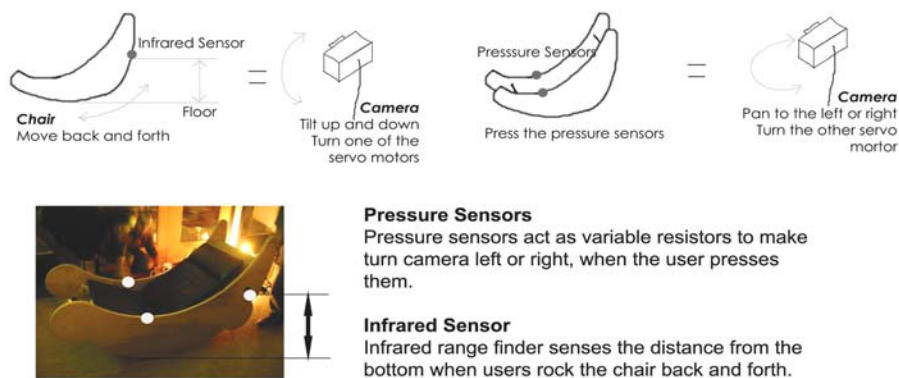 Infrared Sensor
Floor
Chair
Move back and forth
=
Camera
Tilt up and down
Turn one of the
servo motors
Presssure Sensors
Press the pressure sensors
=
Camera
Pan to the left or right
Turn the other servo
mortor
Pressure Sensors
Pressure sensors act as variable resistors to make
turn camera left or right, when the user presses
them.
Infrared Sensor
Infrared range finder senses the distance from the
bottom when users rock the chair back and forth.